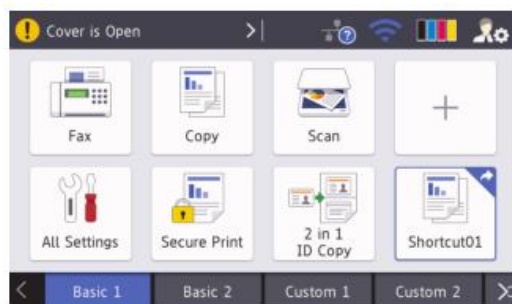 Cover is Open
Fax
Copy
Scan
All Settings
Secure Print
2 in 1
ID Copy
Shortcut01
Basic 1
Basic 2
Custom 1
Custom 2